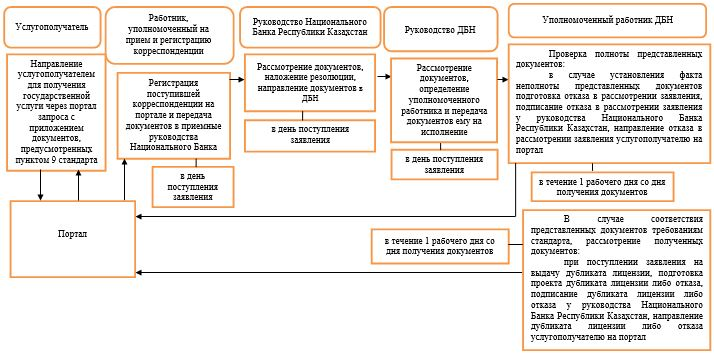 Услугополучатель
Работник,
уполномоченный на
прием и регистрацию
корреспонденции
Руководство Национального
Банка Республики Казахстан
Руководство ДБН
Уполномоченный работник ДБН
Направление
услугополучателем
для получения
государственной
услуги через портал
запроса с
приложением
документов,
предусмотренных
пунктом 9 стандарта
Регистрация
поступившей
корреспонденции на
портале и передача
документов в приемные
руководства
Национального Банка
в день
поступления
заявления
Рассмотрение документов,
наложение резолюции,
направление документов в
ДБН
в день поступления
заявления
Рассмотрение
документов,
определение
уполномоченного
работника и передача
документов ему на
исполнение
в день поступления
заявления
Проверка полноты представленных
документов:
в случае установления факта
неполноты представленных документов
подготовка отказа в рассмотрении заявления,
подписание отказа в рассмотрении заявления
у руководства Национального Банка
Республики Казахстан, направление отказа в
рассмотрении заявления услугополучателю на
портал
в течение 1 рабочего дня со дня
получения документов
Портал
в течение 1 рабочего дня со
дня получения документов
В случае соответствия
представленных документов требованиям
стандарта, рассмотрение полученных
документов:
при поступлении заявления на
выдачу дубликата лицензии, подготовка
проекта дубликата лицензии либо отказа,
подписание дубликата лицензии либо
отказа у руководства Национального
Банка Республики Казахстан, направление
дубликата лицензии либо отказа
услугополучателю на портал